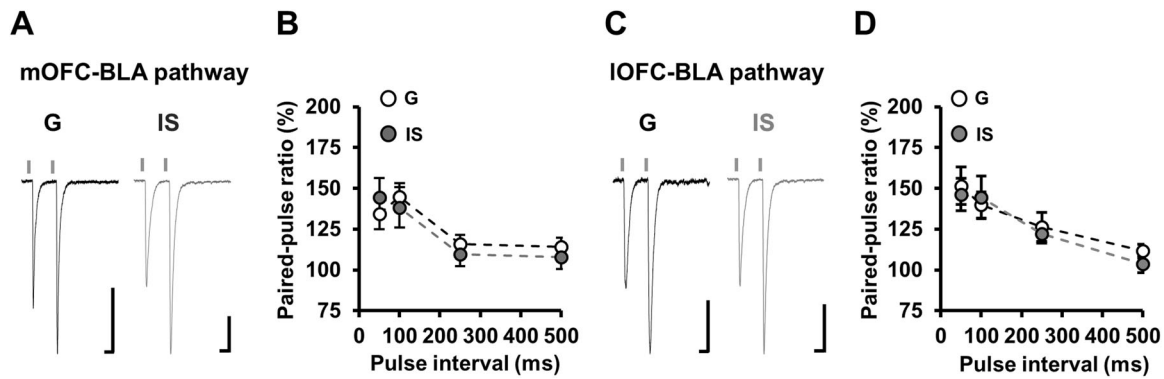 A
B
C
D
mOFC-BLA pathway
G
IS
G
IS
Paired-pulse ratio (%)
200
175
150
125
100
75
0 100 200 300 400 500
Pulse interval (ms)
lOFC-BLA pathway
G
IS
G
IS
Paired-pulse ratio (%)
200
175
150
125
100
75
0 100 200 300 400 500
Pulse interval (ms)